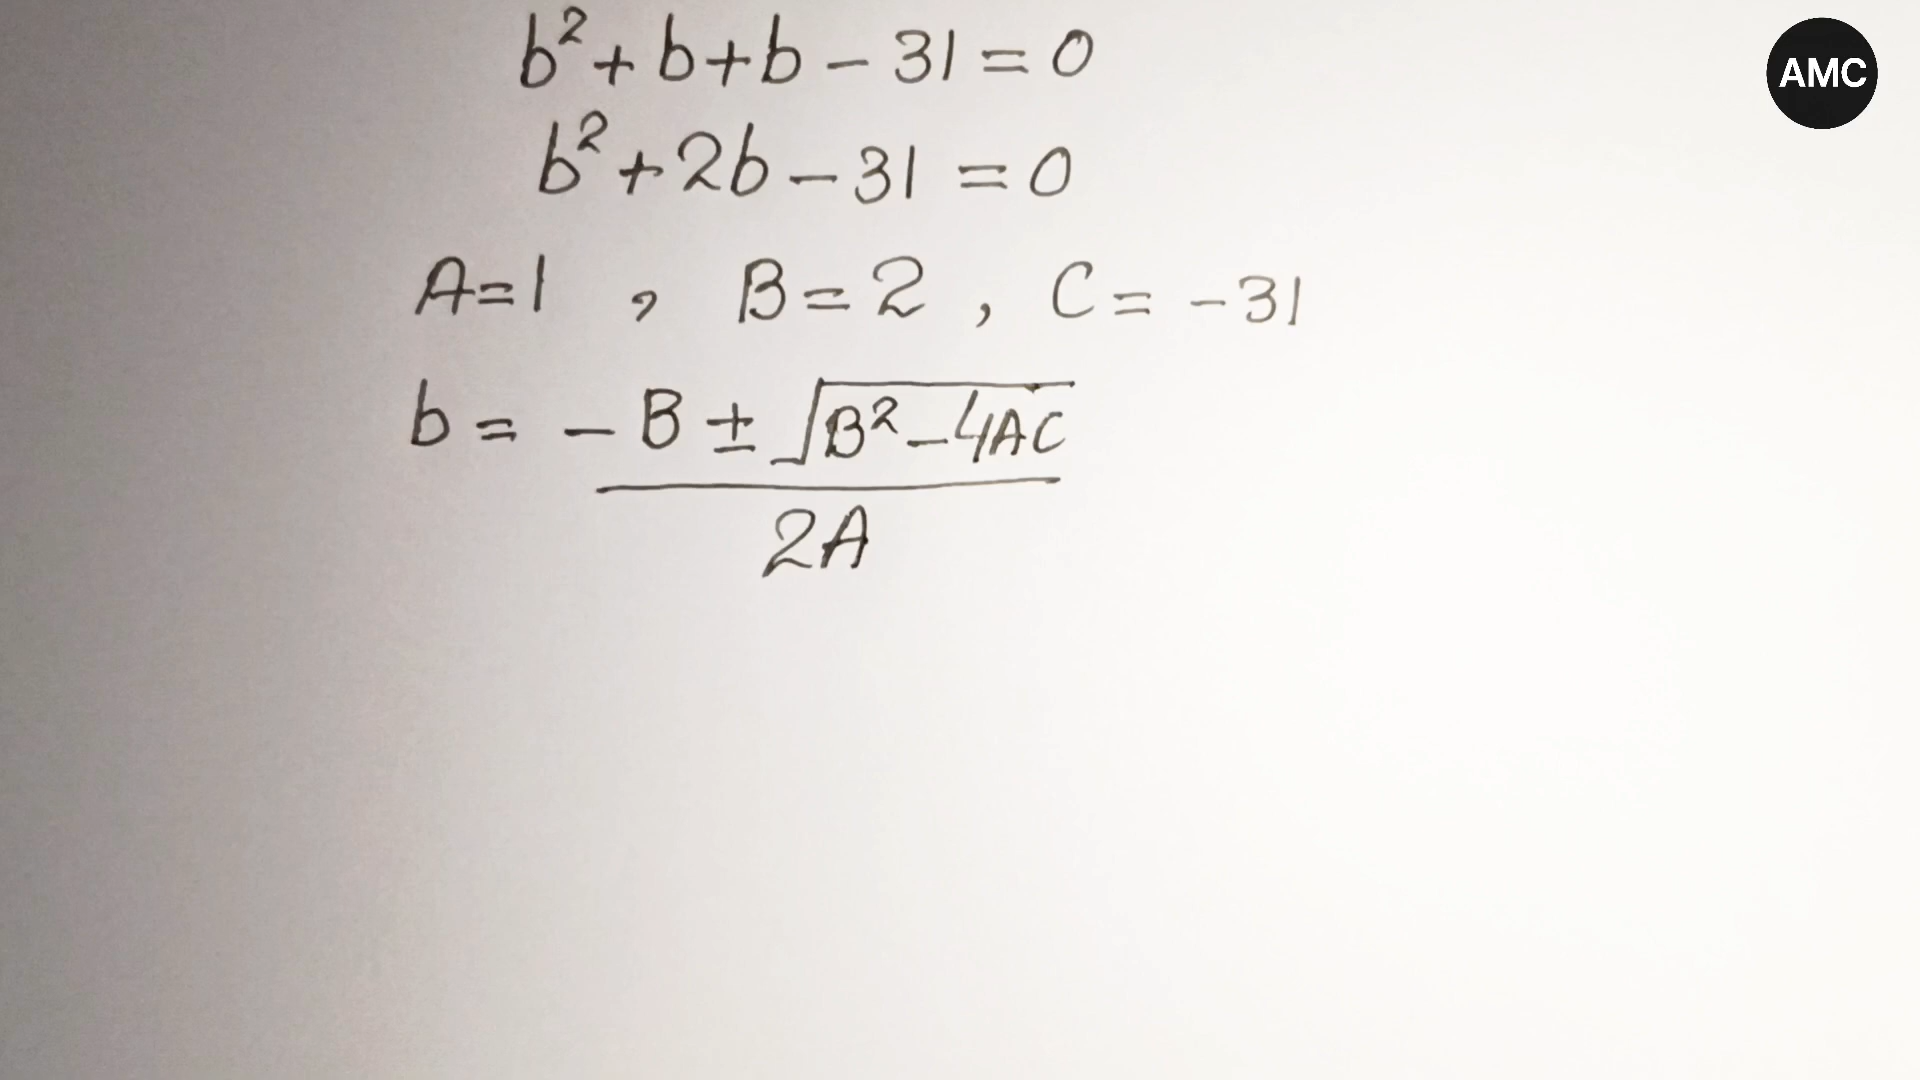 AMC
b² + b + b − 31 = 0
b² + 2b − 31 = 0
A = 1 , B = 2 , C = −31
b = −B ± √B² − 4AC
2A